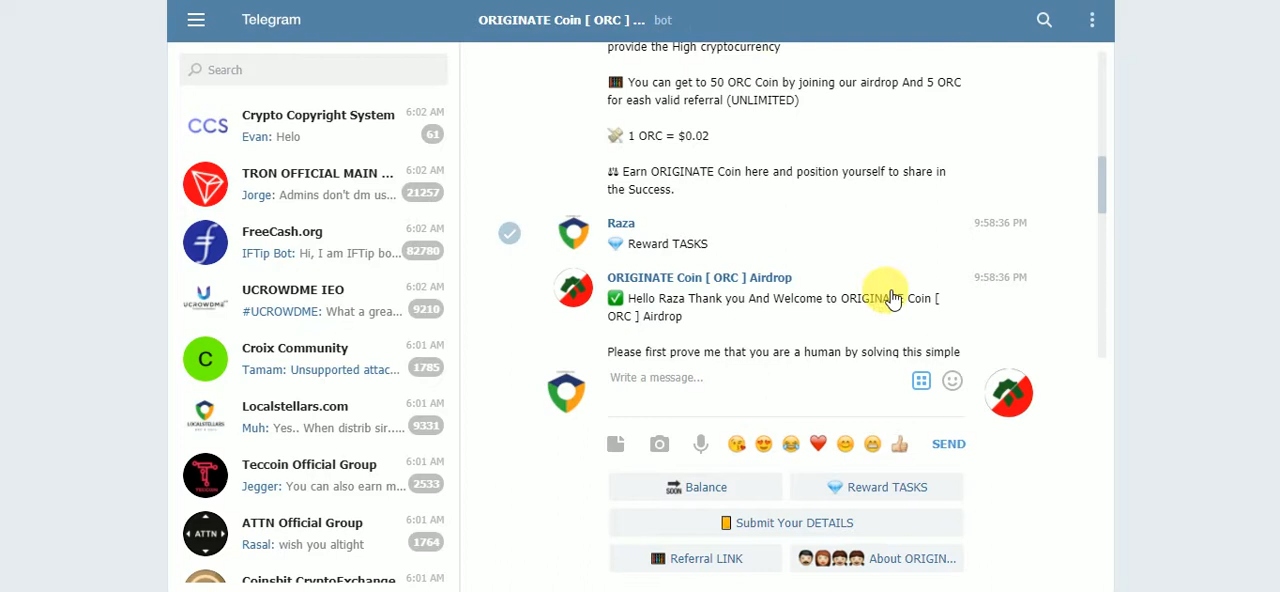 Telegram
ORIGINATE Coin [ ORC ] ... bot
Search
Crypto Copyright System 6:02 AM
Evan: Helo 61
CCS
TRON OFFICIAL MAIN ... 6:02 AM
Jorge: Admins don't dm us... 21257
FreeCash.org 6:02 AM
IFTip Bot: Hi, I am IFTip bo... 82780
UCROWDME IEO 6:02 AM
#UCROWDME: What a grea... 9210
Croix Community 6:01 AM
Tamam: Unsupported attac... 1785
C
Localstellars.com 6:01 AM
Muh: Yes.. When distrib sir..... 9331
LOCALSTELLARS
Teccoin Official Group 6:01 AM
Jegger: You can also earn m... 2533
TECCOIN
ATTN Official Group 6:01 AM
Rasal: wish you altight 1764
ATTN
Coinsbit CryptoExchange 6:01 AM
provide the High cryptocurrency
You can get to 50 ORC Coin by joining our airdrop And 5 ORC
for eash valid referral (UNLIMITED)
1 ORC = $0.02
Earn ORIGINATE Coin here and position yourself to share in
the Success.
Raza 9:58:36 PM
Reward TASKS
ORIGINATE Coin [ ORC ] Airdrop 9:58:36 PM
Hello Raza Thank you And Welcome to ORIGINATE Coin [
ORC ] Airdrop
Please first prove me that you are a human by solving this simple
Write a message...
SEND
SOON Balance
Reward TASKS
Submit Your DETAILS
Referral LINK
About ORIGIN...